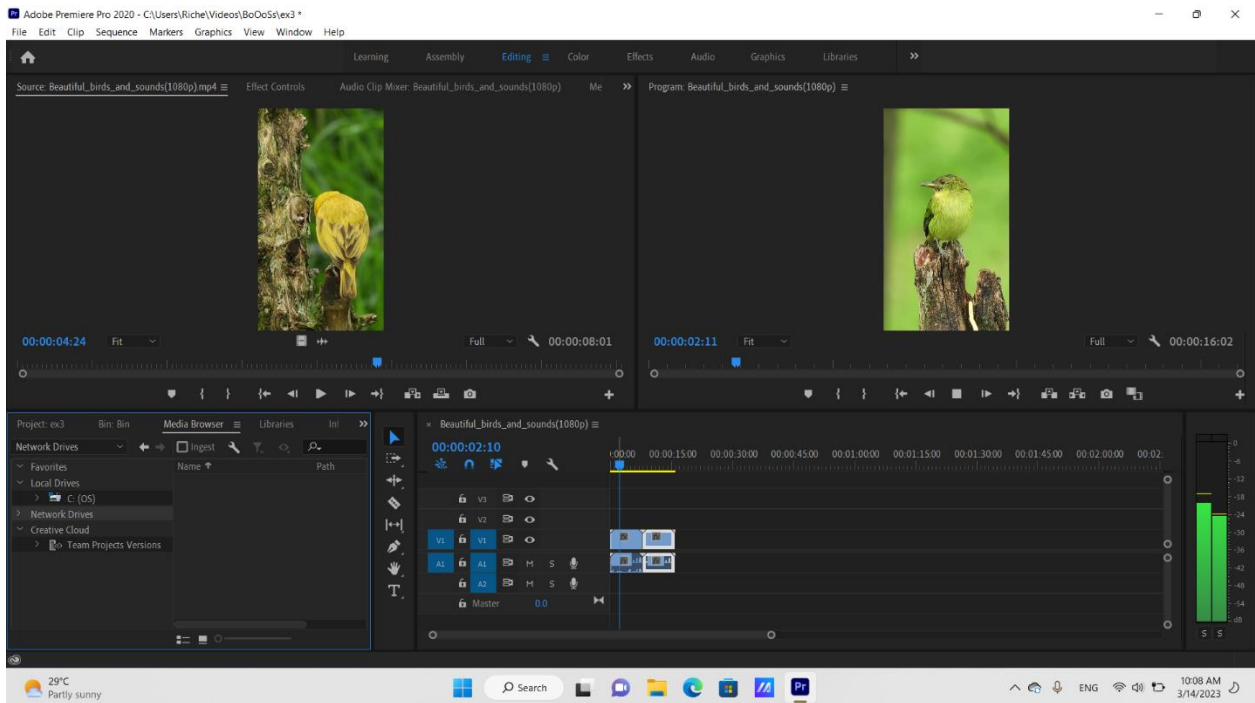 Adobe Premiere Pro 2020 - C:\Users\Riche\Videos\BoOoSs\ex3 *
File Edit Clip Sequence Markers Graphics View Window Help
Learning Assembly Editing Color Effects Audio Graphics Libraries
Source: Beautiful_birds_and_sounds(1080p).mp4 Effect Controls Audio Clip Mixer: Beautiful_birds_and_sounds(1080p) Me
Program: Beautiful_birds_and_sounds(1080p)
00:00:04:24 Fit Full 00:00:08:01
00:00:02:11 Fit Full 00:00:16:02
Project: ex3 Bin: Bin Media Browser Libraries
Network Drives Ingest
Favorites
Local Drives
C: (OS)
Network Drives
Creative Cloud
Team Projects Versions
Name Path
× Beautiful_birds_and_sounds(1080p)
00:00:02:10
:00:00 00:00:15:00 00:00:30:00 00:00:45:00 00:01:00:00 00:01:15:00 00:01:30:00 00:01:45:00 00:02:00:00 00:02:
V3
V2
V1 V1
A1 A1 M S
A2 M S
Master 0.0
0
-6
-12
-18
-24
-30
-36
-42
-48
-54
dB
S S
29°C
Partly sunny
Search
Pr
ENG
10:08 AM
3/14/2023